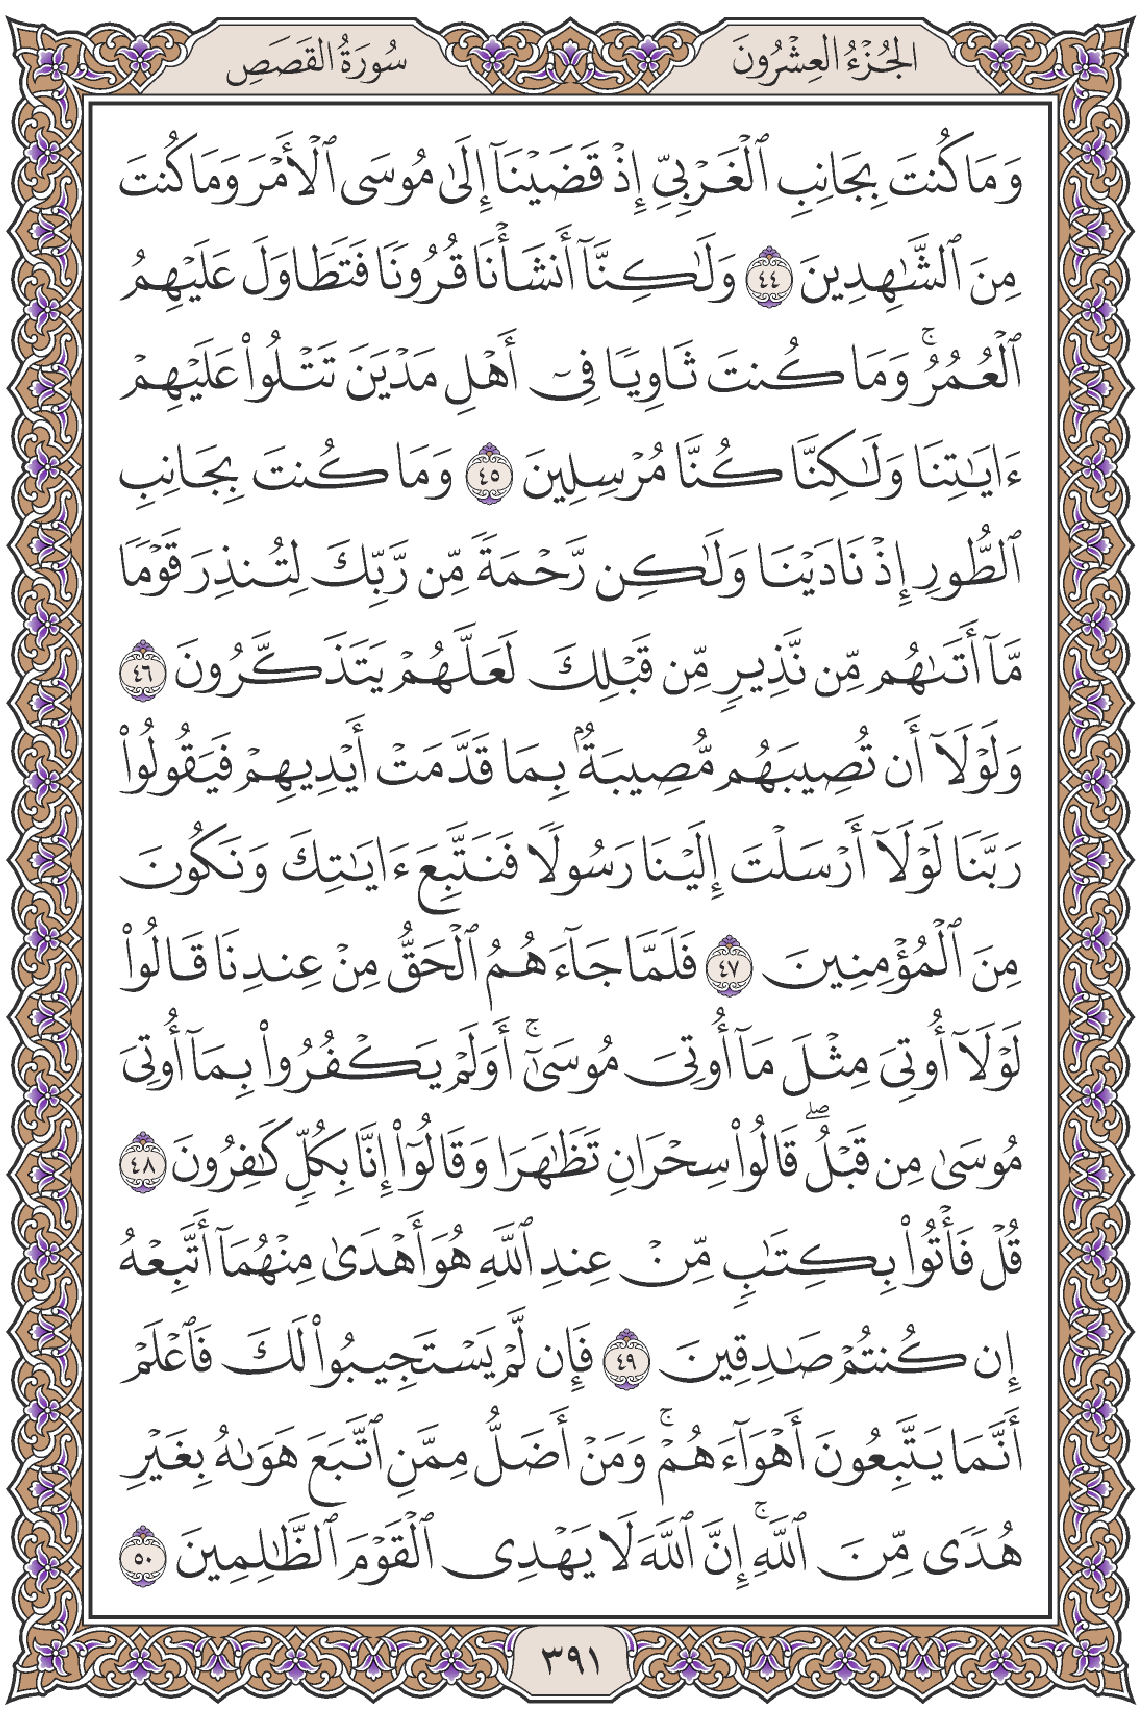 الجُزْءُ العِشْرُونَ
سُورَةُ القَصَصِ
وَمَا كُنتَ بِجَانِبِ ٱلْغَرْبِيِّ إِذْ قَضَيْنَآ إِلَىٰ مُوسَى ٱلْأَمْرَ وَمَا كُنتَ
مِنَ ٱلشَّـٰهِدِينَ ٤٤ وَلَـٰكِنَّآ أَنشَأْنَا قُرُونًا فَتَطَاوَلَ عَلَيْهِمُ
ٱلْعُمُرُ ۚ وَمَا كُنتَ ثَاوِيًا فِىٓ أَهْلِ مَدْيَنَ تَتْلُوا۟ عَلَيْهِمْ
ءَايَـٰتِنَا وَلَـٰكِنَّا كُنَّا مُرْسِلِينَ ٤٥ وَمَا كُنتَ بِجَانِبِ
ٱلطُّورِ إِذْ نَادَيْنَا وَلَـٰكِن رَّحْمَةً مِّن رَّبِّكَ لِتُنذِرَ قَوْمًا
مَّآ أَتَىٰهُم مِّن نَّذِيرٍ مِّن قَبْلِكَ لَعَلَّهُمْ يَتَذَكَّرُونَ ٤٦
وَلَوْلَآ أَن تُصِيبَهُم مُّصِيبَةٌۢ بِمَا قَدَّمَتْ أَيْدِيهِمْ فَيَقُولُوا۟
رَبَّنَا لَوْلَآ أَرْسَلْتَ إِلَيْنَا رَسُولًا فَنَتَّبِعَ ءَايَـٰتِكَ وَنَكُونَ
مِنَ ٱلْمُؤْمِنِينَ ٤٧ فَلَمَّا جَآءَهُمُ ٱلْحَقُّ مِنْ عِندِنَا قَالُوا۟
لَوْلَآ أُوتِىَ مِثْلَ مَآ أُوتِىَ مُوسَىٰٓ ۚ أَوَلَمْ يَكْفُرُوا۟ بِمَآ أُوتِىَ
مُوسَىٰ مِن قَبْلُ ۖ قَالُوا۟ سِحْرَانِ تَظَـٰهَرَا وَقَالُوٓا۟ إِنَّا بِكُلٍّ كَـٰفِرُونَ ٤٨
قُلْ فَأْتُوا۟ بِكِتَـٰبٍ مِّنْ عِندِ ٱللَّهِ هُوَ أَهْدَىٰ مِنْهُمَآ أَتَّبِعْهُ
إِن كُنتُمْ صَـٰدِقِينَ ٤٩ فَإِن لَّمْ يَسْتَجِيبُوا۟ لَكَ فَٱعْلَمْ
أَنَّمَا يَتَّبِعُونَ أَهْوَآءَهُمْ ۚ وَمَنْ أَضَلُّ مِمَّنِ ٱتَّبَعَ هَوَىٰهُ بِغَيْرِ
هُدًى مِّنَ ٱللَّهِ ۚ إِنَّ ٱللَّهَ لَا يَهْدِى ٱلْقَوْمَ ٱلظَّـٰلِمِينَ ٥٠
٣٩١